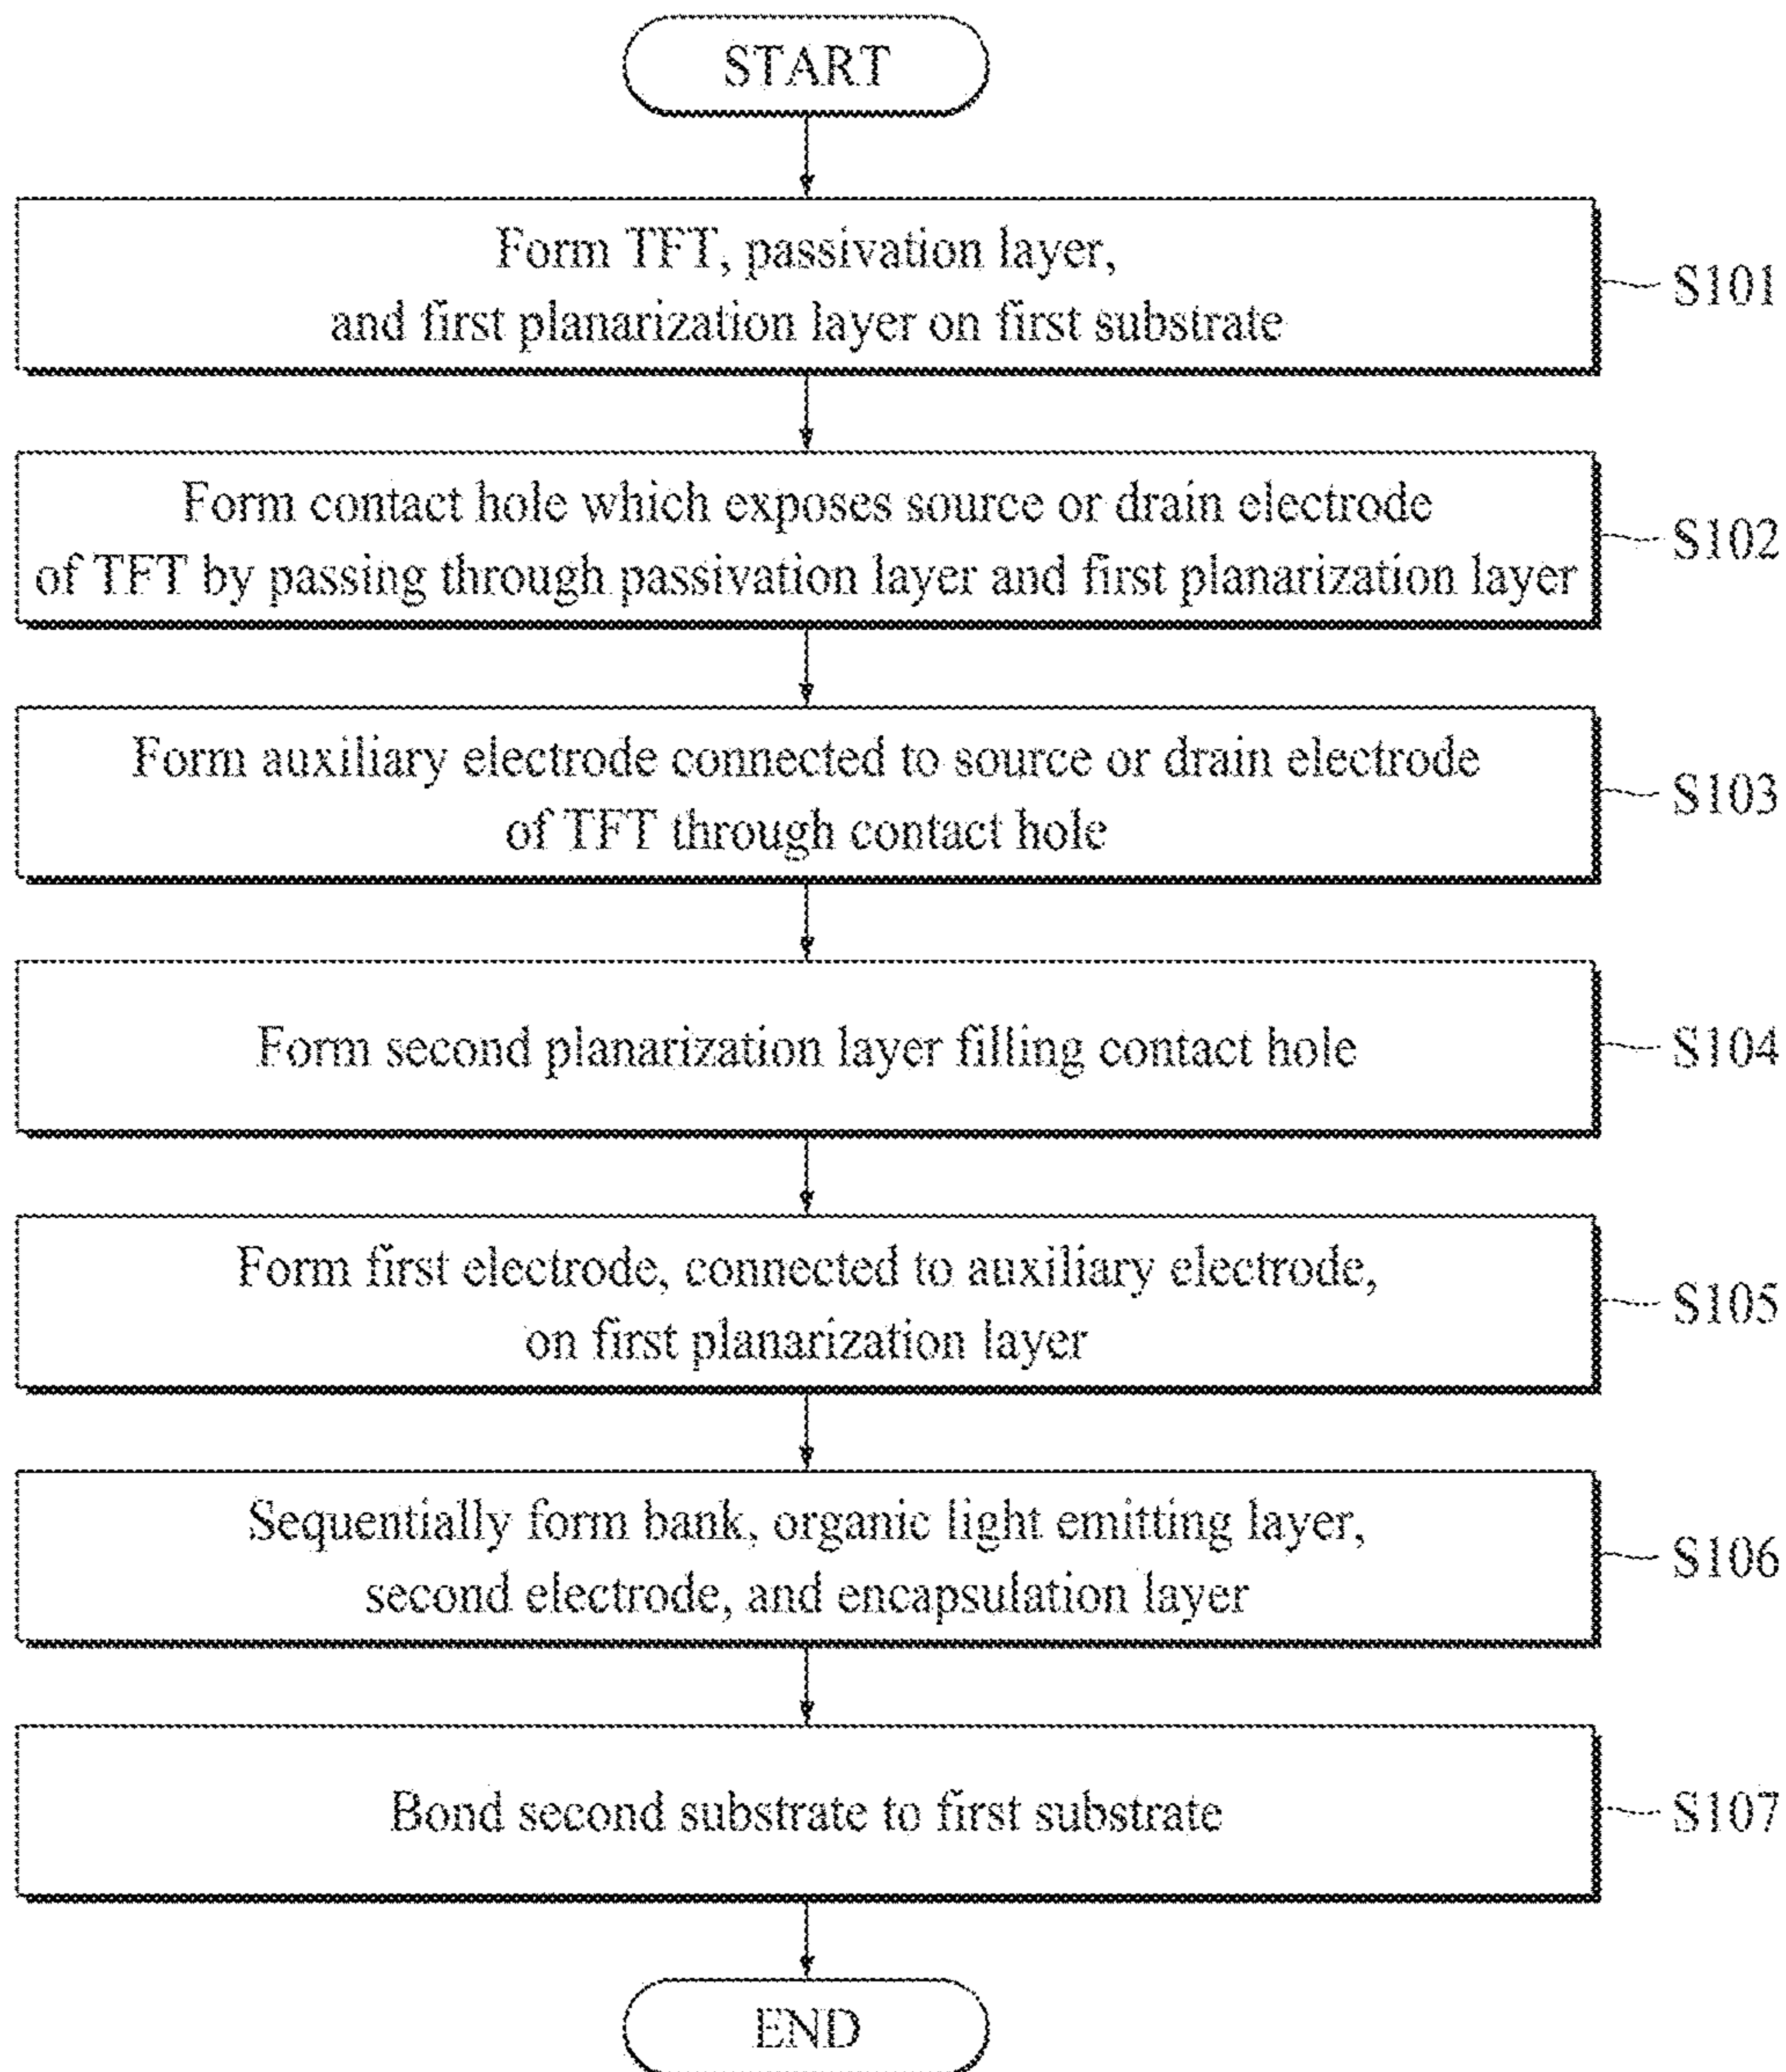 START
Form TFT, passivation layer,
and first planarization layer on first substrate
S101
Form contact hole which exposes source or drain electrode
of TFT by passing through passivation layer and first planarization layer
S102
Form auxiliary electrode connected to source or drain electrode
of TFT through contact hole
S103
Form second planarization layer filling contact hole
S104
Form first electrode, connected to auxiliary electrode,
on first planarization layer
S105
Sequentially form bank, organic light emitting layer,
second electrode, and encapsulation layer
S106
Bond second substrate to first substrate
S107
END